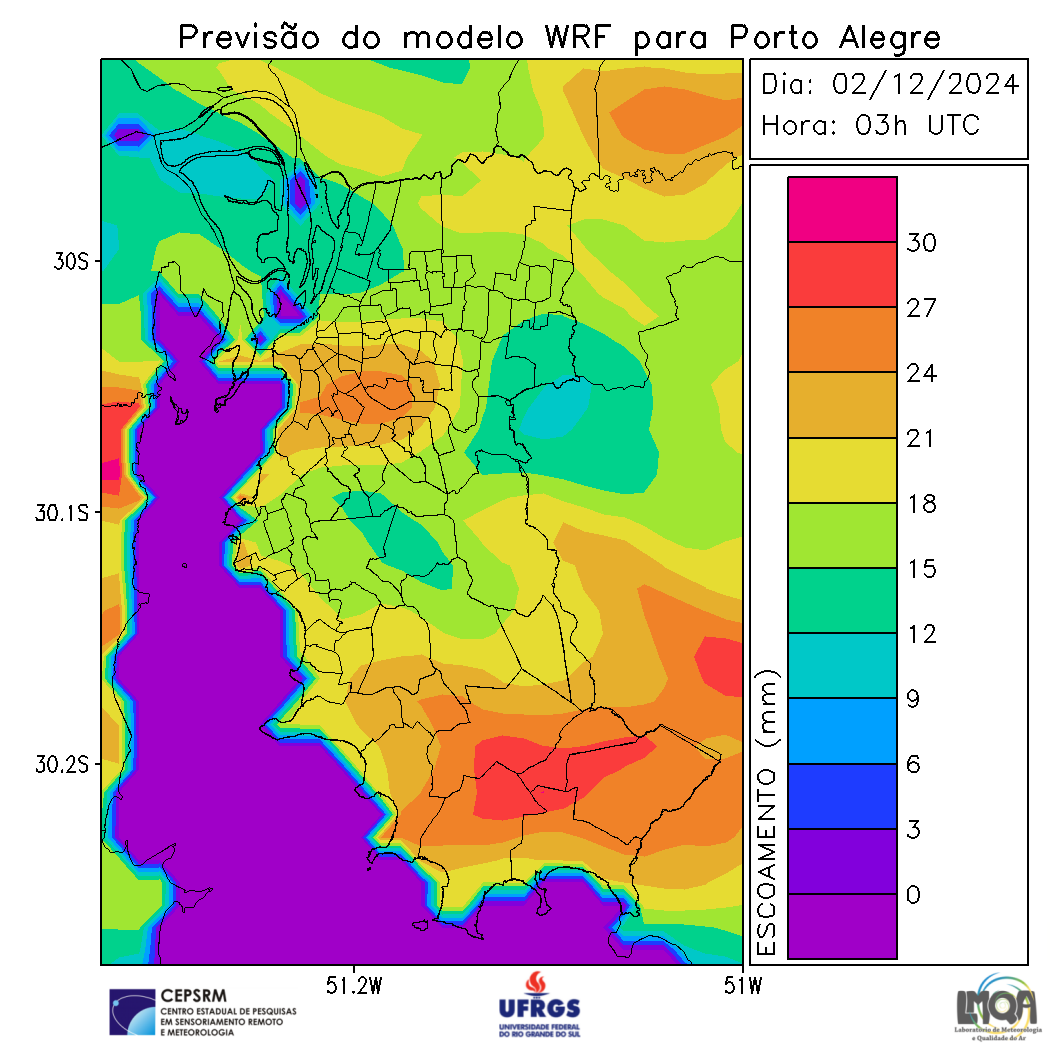 Previsão do modelo WRF para Porto Alegre
Dia: 02/12/2024
Hora: 03h UTC
30S
30.1S
30.2S
51.2W
51W
ESCOAMENTO (mm)
30
27
24
21
18
15
12
9
6
3
0
CEPSRM
CENTRO ESTADUAL DE PESQUISAS
EM SENSORIAMENTO REMOTO
E METEOROLOGIA
UFRGS
UNIVERSIDADE FEDERAL
DO RIO GRANDE DO SUL
LMQA
Laboratório de Meteorologia
e Qualidade do Ar